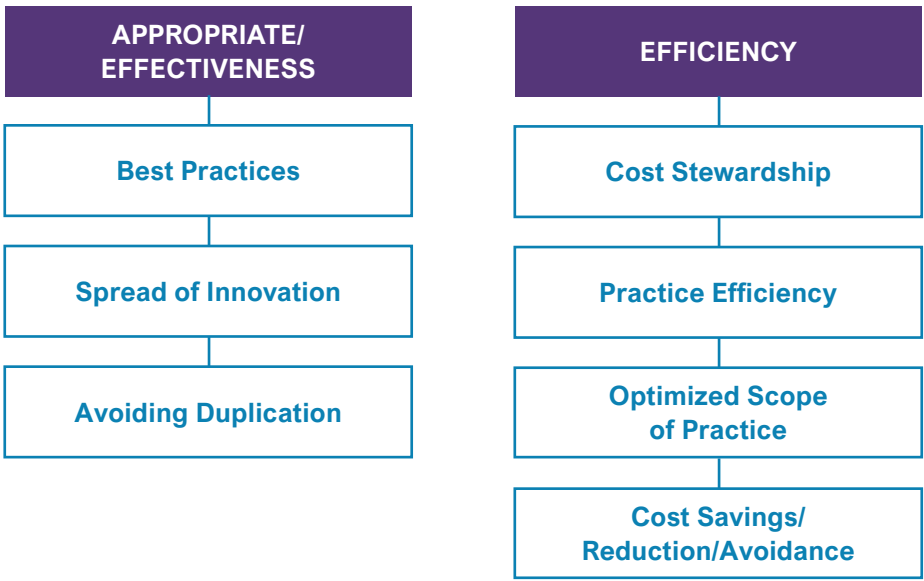 APPROPRIATE/
EFFECTIVENESS
Best Practices
Spread of Innovation
Avoiding Duplication
EFFICIENCY
Cost Stewardship
Practice Efficiency
Optimized Scope
of Practice
Cost Savings/
Reduction/Avoidance